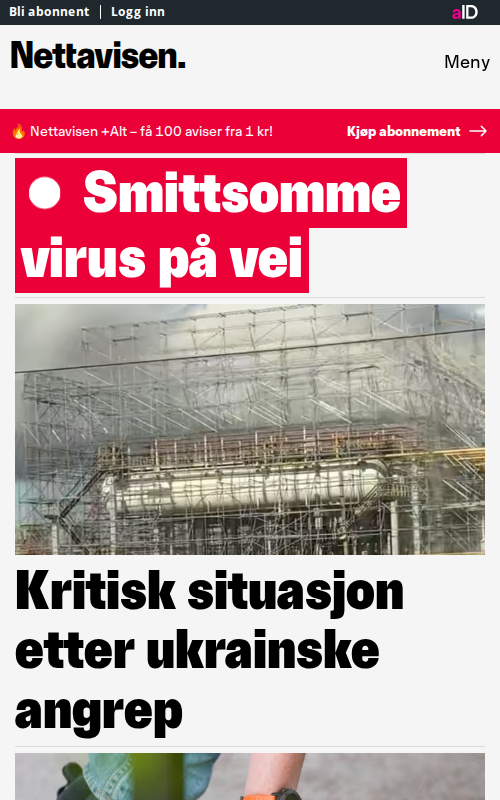 Bli abonnent
Logg inn
aID
Nettavisen.
Meny
🔥 Nettavisen +Alt – få 100 aviser fra 1 kr!
Kjøp abonnement →
Smittsomme
virus på vei
Kritisk situasjon
etter ukrainske
angrep